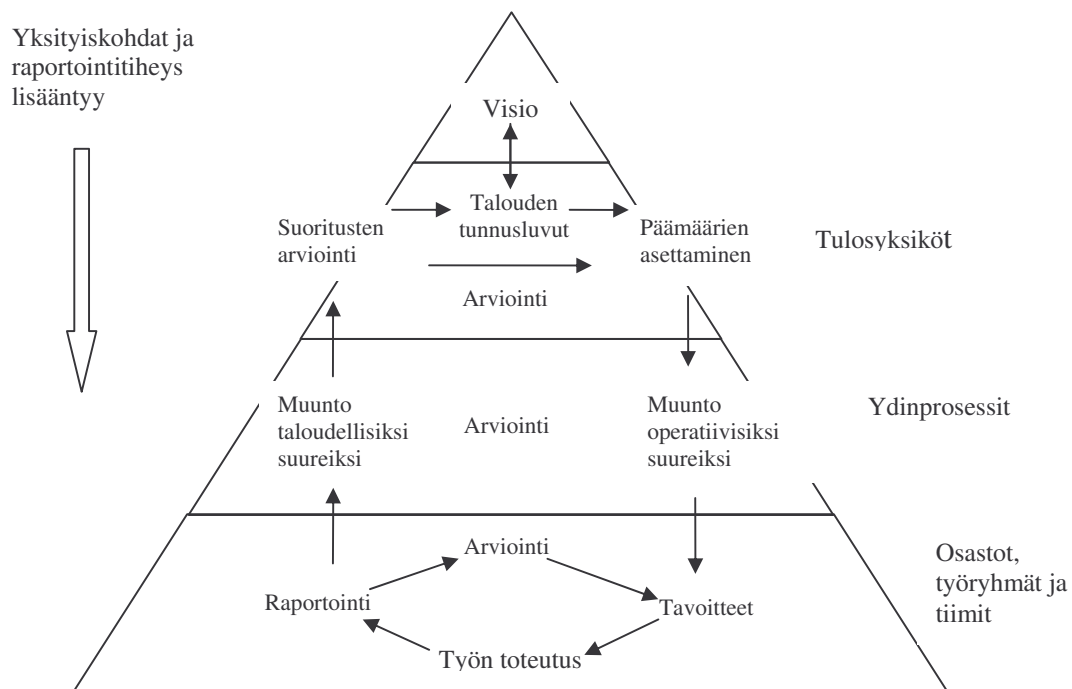 Yksityiskohdat ja
raportointitiheys
lisääntyy
Visio
Suoritusten
arviointi
Talouden
tunnusluvut
Päämäärien
asettaminen
Tulosyksiköt
Arviointi
Muunto
taloudellisiksi
suureiksi
Arviointi
Muunto
operatiivisiksi
suureiksi
Ydinprosessit
Arviointi
Raportointi
Tavoitteet
Työn toteutus
Osastot,
työryhmät ja
tiimit